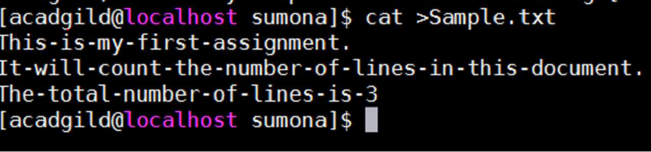 [acadgild@localhost sumona]$ cat >Sample.txt
This-is-my-first-assignment.
It-will-count-the-number-of-lines-in-this-document.
The-total-number-of-lines-is-3
[acadgild@localhost sumona]$